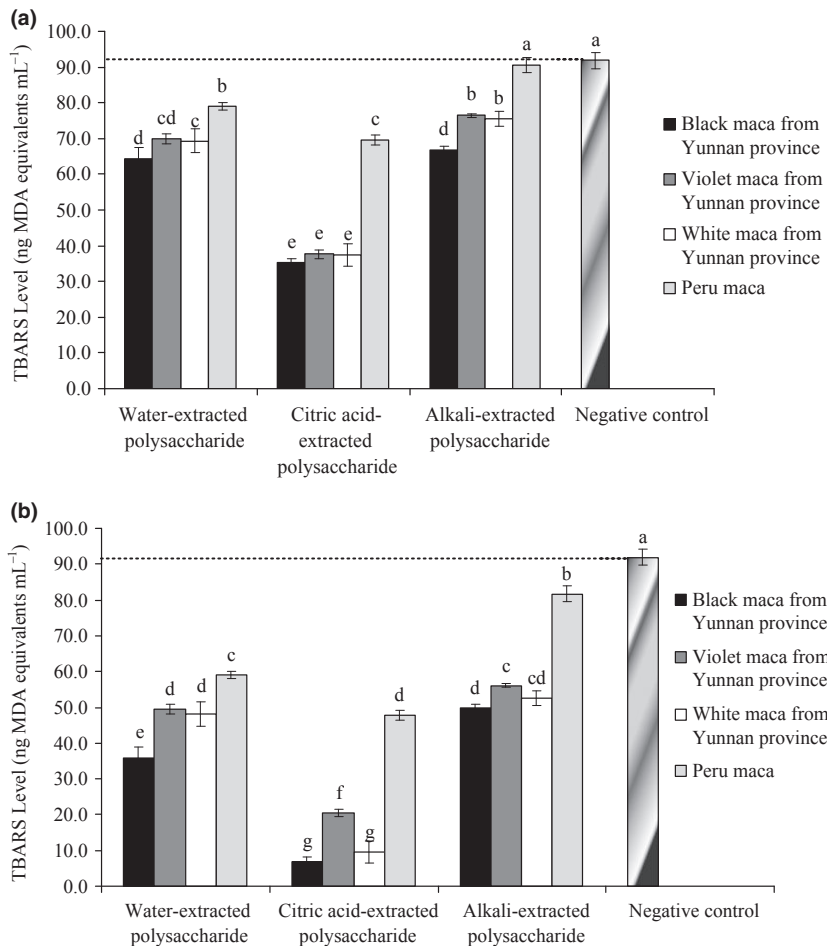 (a)
TBARS Level (ng MDA equivalents mL⁻¹)
100.0
90.0
80.0
70.0
60.0
50.0
40.0
30.0
20.0
10.0
0.0
d
cd
c
b
e
e
e
c
d
b
b
a
a
Water-extracted
polysaccharide
Citric acid-
extracted
polysaccharide
Alkali-extracted
polysaccharide
Negative control
Black maca from
Yunnan province
Violet maca from
Yunnan province
White maca from
Yunnan province
Peru maca
(b)
TBARS Level (ng MDA equivalents mL⁻¹)
100.0
90.0
80.0
70.0
60.0
50.0
40.0
30.0
20.0
10.0
0.0
e
d
d
c
g
f
g
d
d
c
cd
b
a
Water-extracted
polysaccharide
Citric acid-extracted
polysaccharide
Alkali-extracted
polysaccharide
Negative control
Black maca from
Yunnan province
Violet maca from
Yunnan province
White maca from
Yunnan province
Peru maca